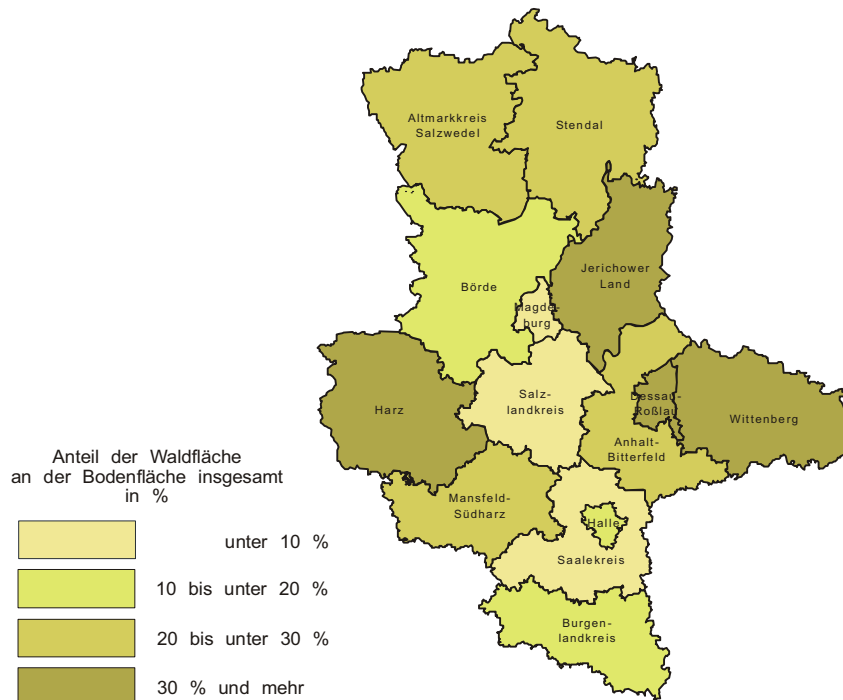 Altmarkkreis
Salzwedel
Stendal
Jerichower
Land
Börde
Magde-
burg
Salz-
landkreis
Harz
Dessau-
Roßlau
Wittenberg
Anhalt-
Bitterfeld
Mansfeld-
Südharz
Halle
Saalekreis
Burgen-
landkreis
Anteil der Waldfläche
an der Bodenfläche insgesamt
in %
unter 10 %
10 bis unter 20 %
20 bis unter 30 %
30 % und mehr